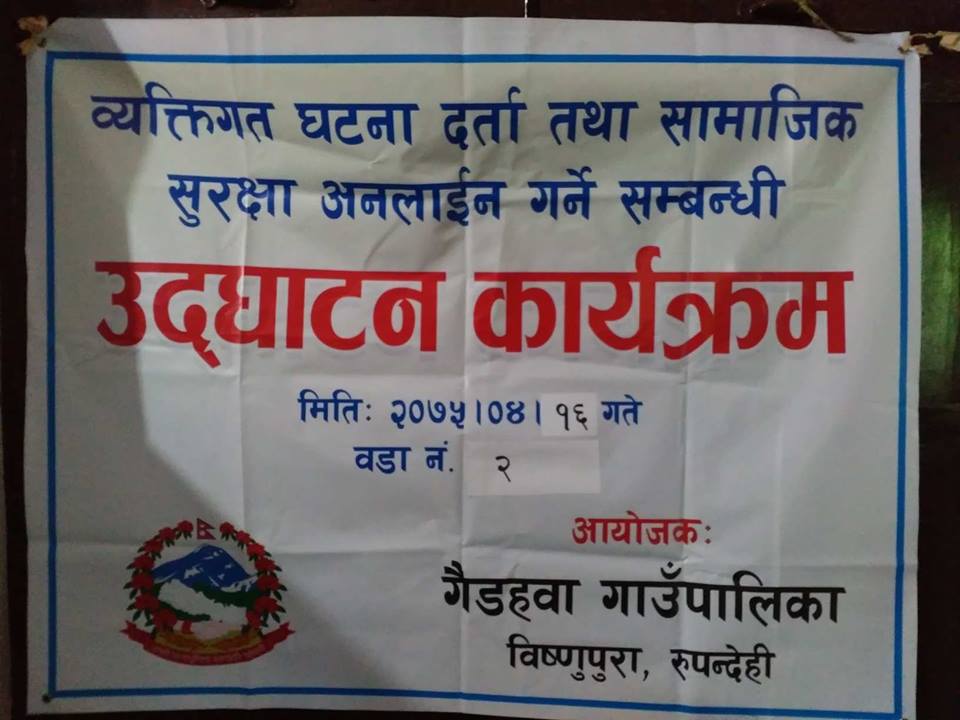 व्यक्तिगत घटना दर्ता तथा सामाजिक
सुरक्षा अनलाईन गर्ने सम्बन्धी
उद्‌घाटन कार्यक्रम
मितिः २०७५।०४।१६ गते
वडा नं. २
आयोजकः
गैडहवा गाउँपालिका
विष्णुपुरा, रुपन्देही